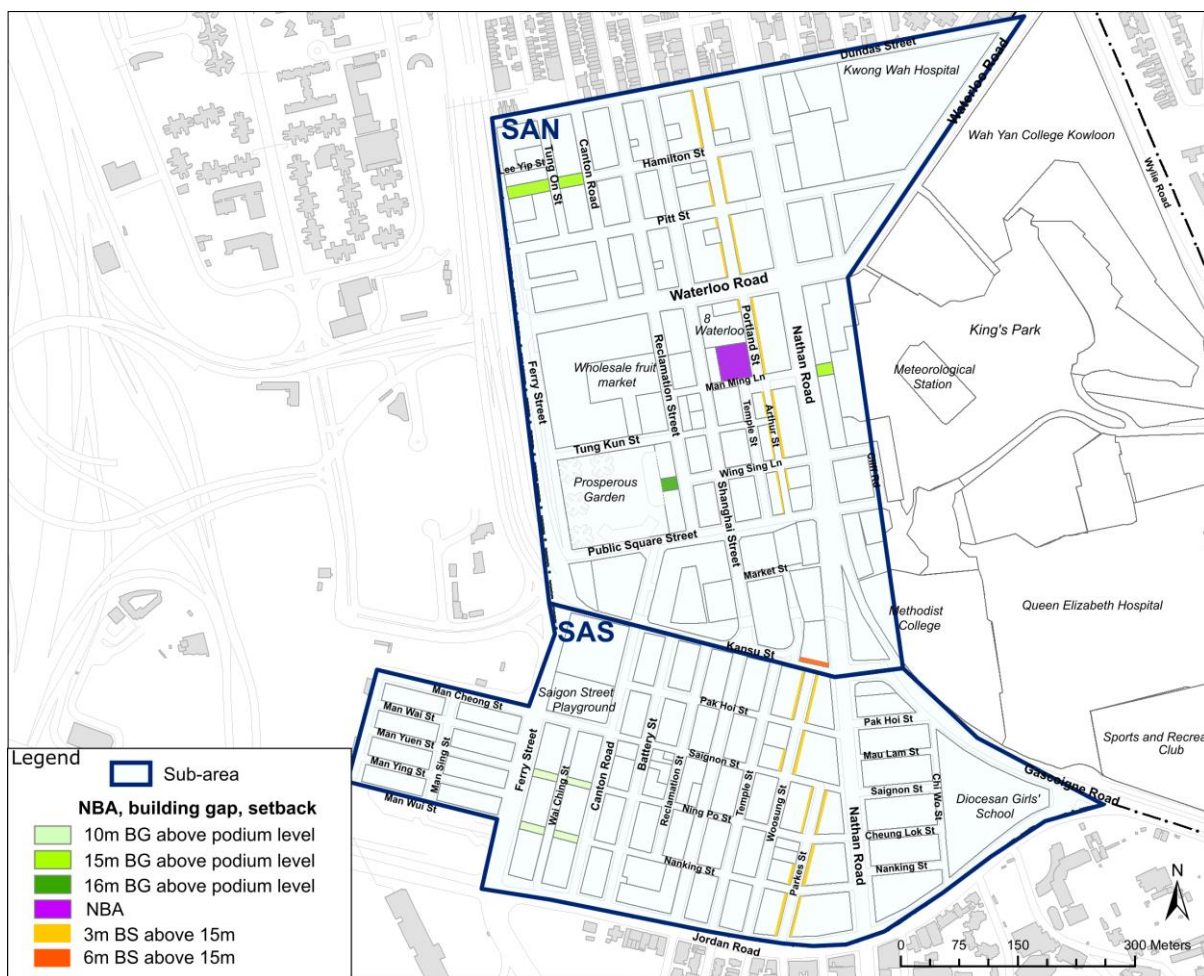 Dundas Street
Kwong Wah Hospital
Waterloo Road
SAN
Lee Yip St
Tung On St
Canton Road
Hamilton St
Wah Yan College Kowloon
Wylie Road
Pitt St
Waterloo Road
8
Waterloo
Portland St
King's Park
Nathan Road
Reclamation Street
Ferry Street
Wholesale fruit
market
Meteorological
Station
Man Ming Ln
Temple St
Arthur St
Tung Kun St
Wing Sing Ln
Cliff Rd
Prosperous
Garden
Shanghai Street
Public Square Street
Market St
Methodist
College
Queen Elizabeth Hospital
SAS
Kansu St
Saigon Street
Playground
Man Cheong St
Man Wai St
Man Yuen St
Man Ying St
Man Sing St
Man Wui St
Pak Hoi St
Pak Hoi St
Battery St
Mau Lam St
Saignon St
Saignon St
Ferry Street
Wai Ching St
Canton Road
Reclamation St
Temple St
Woosung St
Ning Po St
Nanking St
Parkes St
Nathan Road
Chi Wo St
Cheung Lok St
Nanking St
Diocesan Girls'
School
Gascoigne Road
Sports and Recrea
Club
Jordan Road
Legend
Sub-area
NBA, building gap, setback
10m BG above podium level
15m BG above podium level
16m BG above podium level
NBA
3m BS above 15m
6m BS above 15m
N
0 75 150 300 Meters